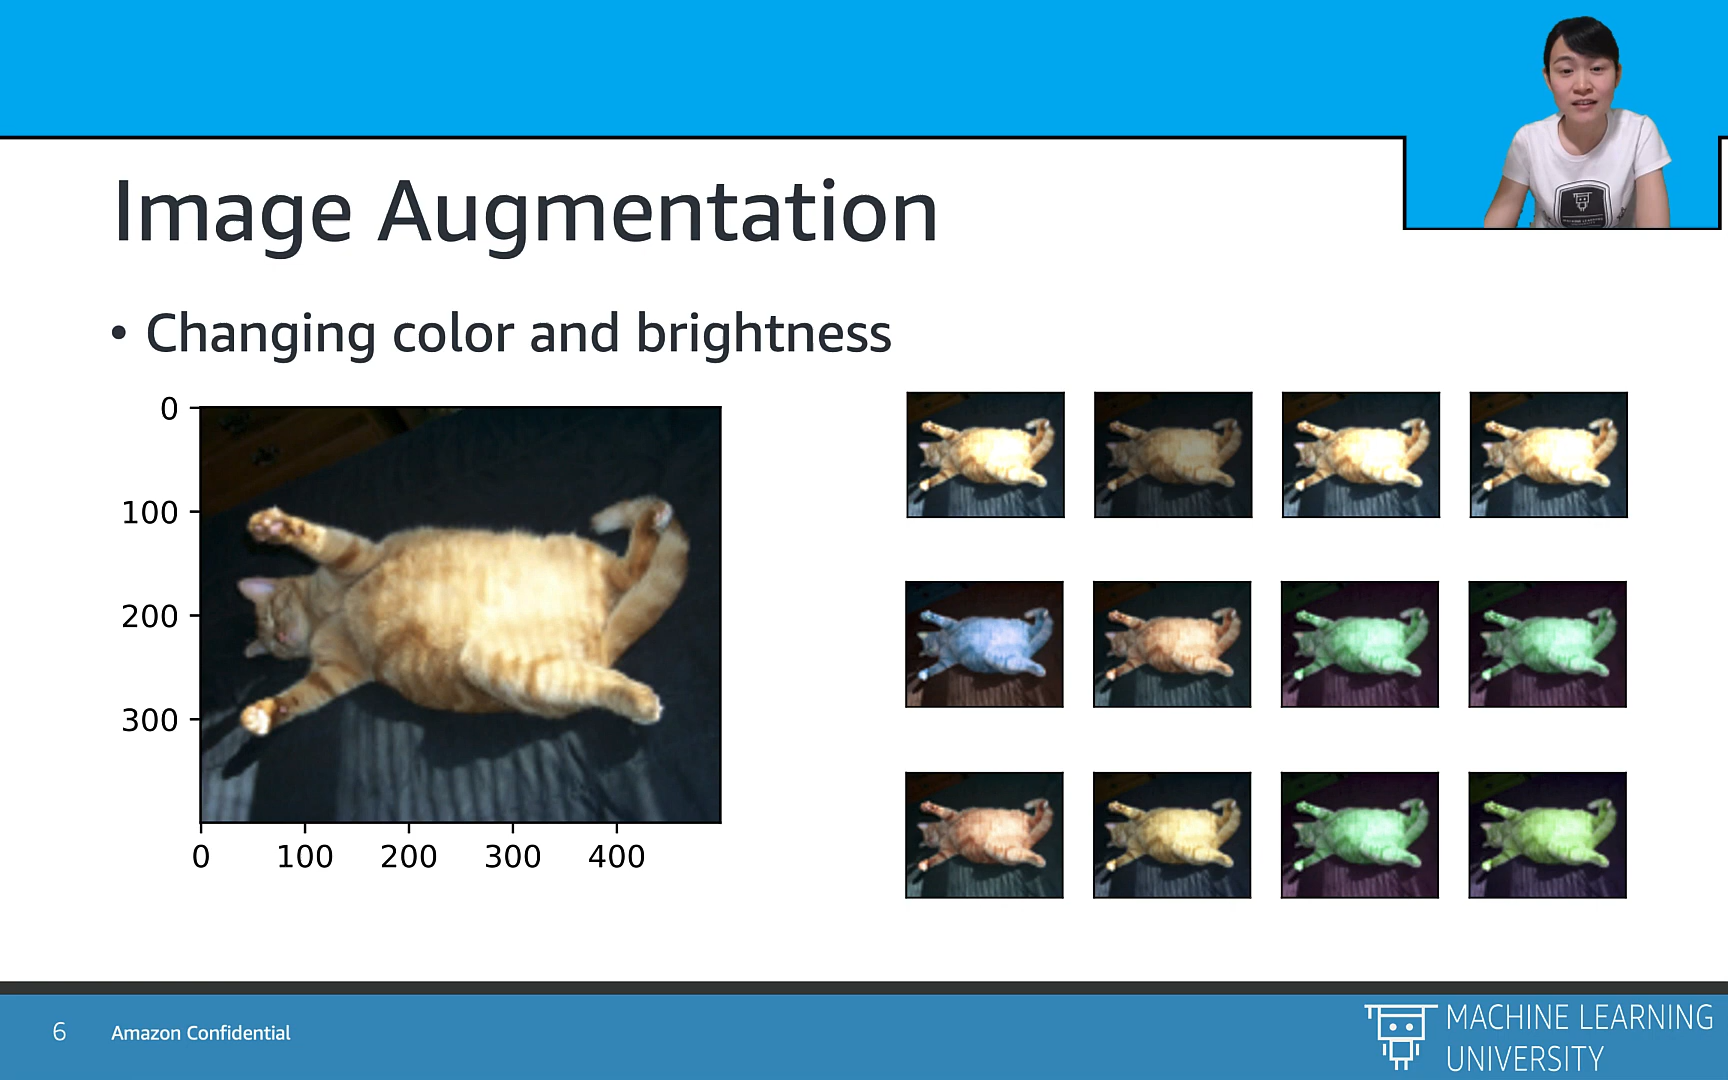 Image Augmentation
• Changing color and brightness
0
100
200
300
0 100 200 300 400
6 Amazon Confidential
MACHINE LEARNING
UNIVERSITY